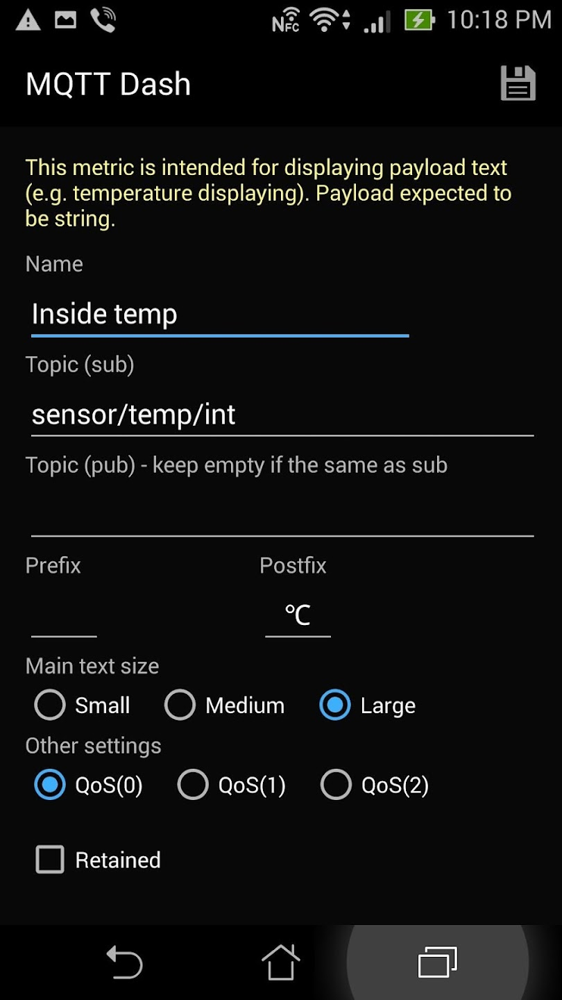 NFC 10:18 PM
MQTT Dash
This metric is intended for displaying payload text
(e.g. temperature displaying). Payload expected to
be string.
Name
Inside temp
Topic (sub)
sensor/temp/int
Topic (pub) - keep empty if the same as sub
Prefix Postfix
℃
Main text size
Small Medium Large
Other settings
QoS(0) QoS(1) QoS(2)
Retained